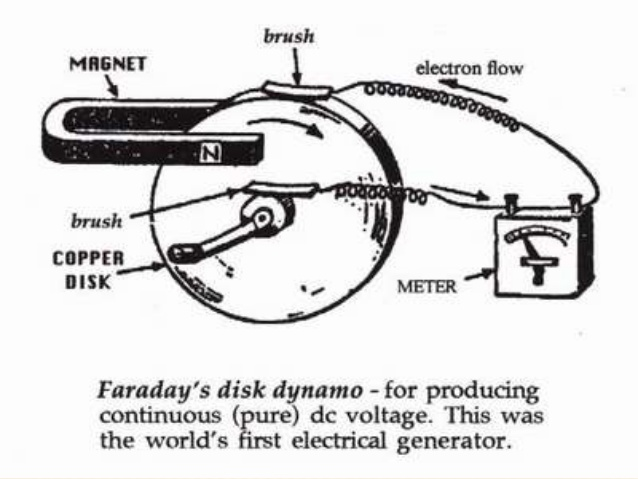 brush
MAGNET
electron flow
N
brush
COPPER
DISK
METER
Faraday's disk dynamo - for producing
continuous (pure) dc voltage. This was
the world's first electrical generator.